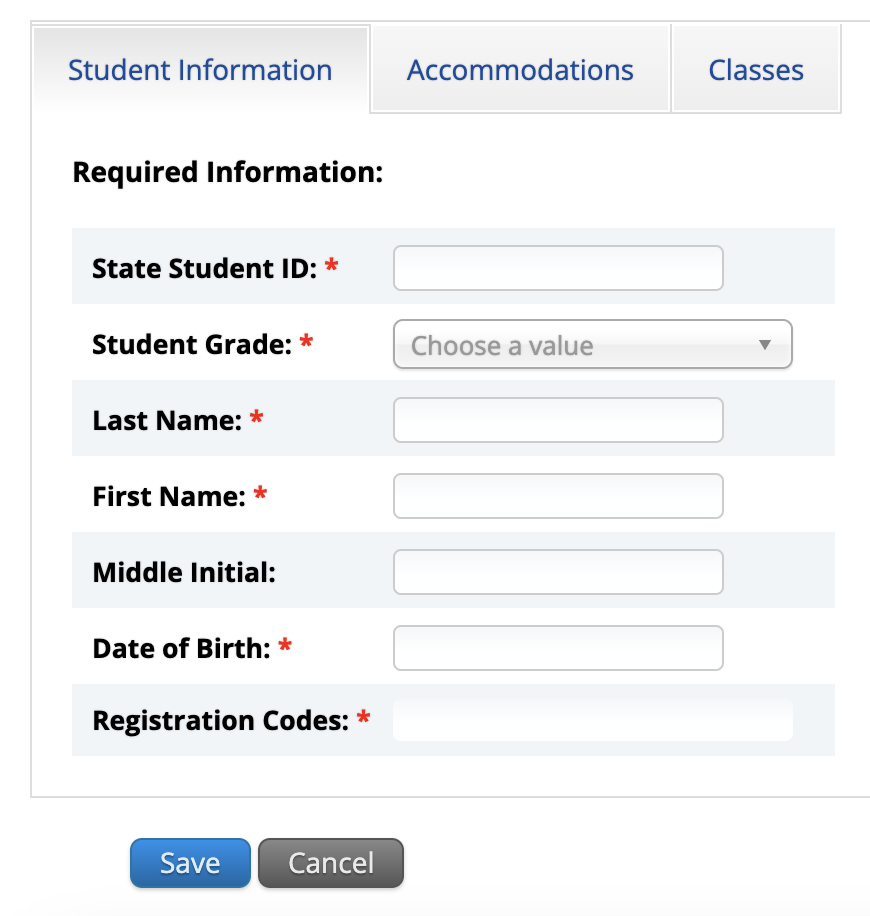 Student Information Accommodations Classes
Required Information:
State Student ID: *
Student Grade: * Choose a value
Last Name: *
First Name: *
Middle Initial:
Date of Birth: *
Registration Codes: *
Save Cancel